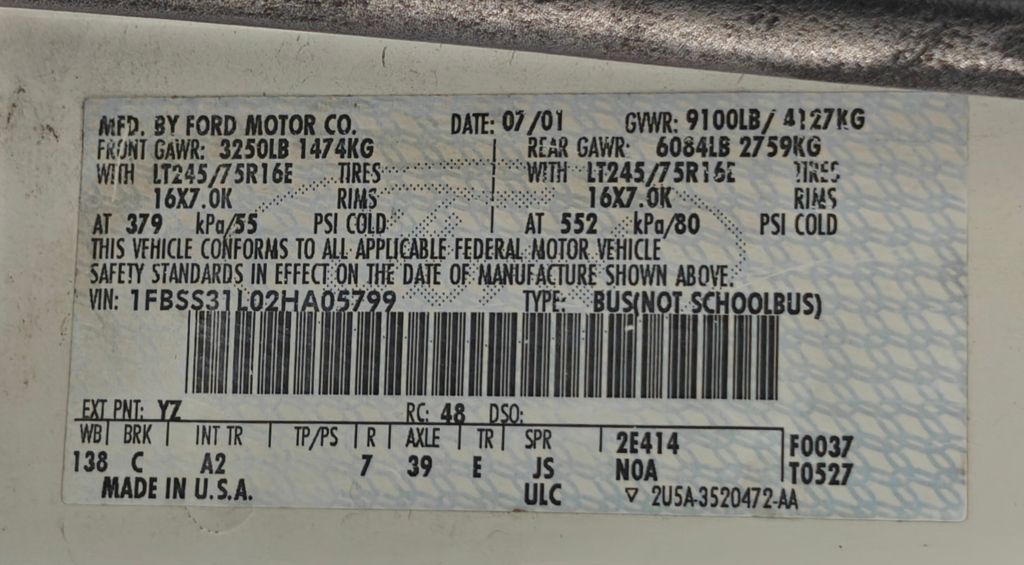 MFD. BY FORD MOTOR CO. DATE: 07/01 GVWR: 9100LB/ 4127KG
FRONT GAWR: 3250LB 1474KG REAR GAWR: 6084LB 2759KG
WITH LT245/75R16E TIRES WITH LT245/75R16E TIRES
16X7.0K RIMS 16X7.0K RIMS
AT 379 kPa/55 PSI COLD AT 552 kPa/80 PSI COLD
THIS VEHICLE CONFORMS TO ALL APPLICABLE FEDERAL MOTOR VEHICLE
SAFETY STANDARDS IN EFFECT ON THE DATE OF MANUFACTURE SHOWN ABOVE.
VIN: 1FBSS31L02HA05799 TYPE: BUS(NOT SCHOOLBUS)
EXT PNT: YZ RC: 48 DSO:
WB BRK INT TR TP/PS R AXLE TR SPR 2E414 F0037
138 C A2 7 39 E JS N0A T0527
MADE IN U.S.A. ULC ▽ 2U5A-3520472-AA